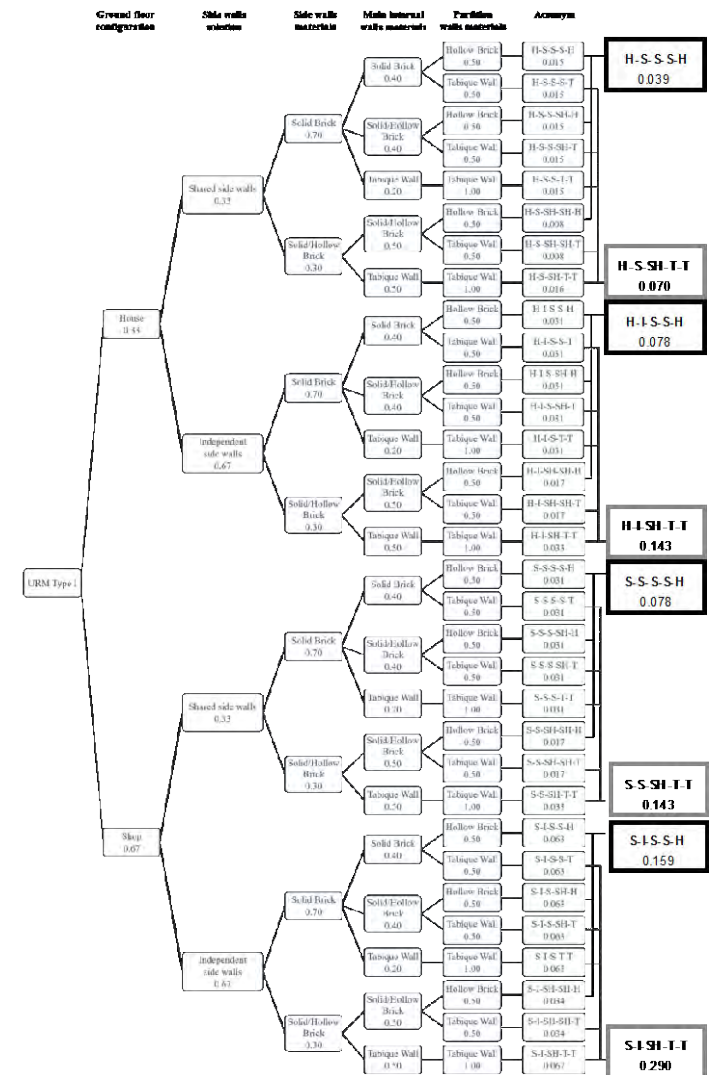 Ground floor configuration
Side walls solution
Side walls materials
Main internal walls materials
Partition walls materials
Acronym
URM Type I
House
0.33
Shop
0.67
Shared side walls
0.33
Independent side walls
0.67
Shared side walls
0.33
Independent side walls
0.67
Solid Brick
0.70
Solid/Hollow Brick
0.30
Solid Brick
0.70
Solid/Hollow Brick
0.30
Solid Brick
0.70
Solid/Hollow Brick
0.30
Solid Brick
0.70
Solid/Hollow Brick
0.30
Solid Brick
0.40
Solid/Hollow Brick
0.40
Tabique Wall
0.20
Solid/Hollow Brick
0.50
Tabique Wall
0.50
Solid Brick
0.40
Solid/Hollow Brick
0.40
Tabique Wall
0.20
Solid/Hollow Brick
0.50
Tabique Wall
0.50
Solid Brick
0.40
Solid/Hollow Brick
0.40
Tabique Wall
0.20
Solid/Hollow Brick
0.50
Tabique Wall
0.50
Solid Brick
0.40
Solid/Hollow Brick
0.40
Tabique Wall
0.20
Solid/Hollow Brick
0.50
Tabique Wall
0.50
Hollow Brick
0.50
H-S-S-S-H
0.015
Tabique Wall
0.50
H-S-S-S-T
0.015
Hollow Brick
0.50
H-S-S-SH-H
0.015
Tabique Wall
0.50
H-S-S-SH-T
0.015
Tabique Wall
1.00
H-S-S-T-T
0.015
Hollow Brick
0.50
H-S-SH-SH-H
0.008
Tabique Wall
0.50
H-S-SH-SH-T
0.008
Tabique Wall
1.00
H-S-SH-T-T
0.016
Hollow Brick
0.50
H-I-S-S-H
0.031
Tabique Wall
0.50
H-I-S-S-T
0.031
Hollow Brick
0.50
H-I-S-SH-H
0.031
Tabique Wall
0.50
H-I-S-SH-T
0.031
Tabique Wall
1.00
H-I-S-T-T
0.031
Hollow Brick
0.50
H-I-SH-SH-H
0.017
Tabique Wall
0.50
H-I-SH-SH-T
0.017
Tabique Wall
1.00
H-I-SH-T-T
0.033
Hollow Brick
0.50
S-S-S-S-H
0.031
Tabique Wall
0.50
S-S-S-S-T
0.031
Hollow Brick
0.50
S-S-S-SH-H
0.031
Tabique Wall
0.50
S-S-S-SH-T
0.031
Tabique Wall
1.00
S-S-S-T-T
0.031
Hollow Brick
0.50
S-S-SH-SH-H
0.017
Tabique Wall
0.50
S-S-SH-SH-T
0.017
Tabique Wall
1.00
S-S-SH-T-T
0.033
Hollow Brick
0.50
S-I-S-S-H
0.063
Tabique Wall
0.50
S-I-S-S-T
0.063
Hollow Brick
0.50
S-I-S-SH-H
0.063
Tabique Wall
0.50
S-I-S-SH-T
0.063
Tabique Wall
1.00
S-I-S-T-T
0.063
Hollow Brick
0.50
S-I-SH-SH-H
0.034
Tabique Wall
0.50
S-I-SH-SH-T
0.034
Tabique Wall
1.00
S-I-SH-T-T
0.067
H-S-S-S-H
0.039
H-S-SH-T-T
0.070
H-I-S-S-H
0.078
H-I-SH-T-T
0.143
S-S-S-S-H
0.078
S-S-SH-T-T
0.143
S-I-S-S-H
0.159
S-I-SH-T-T
0.290